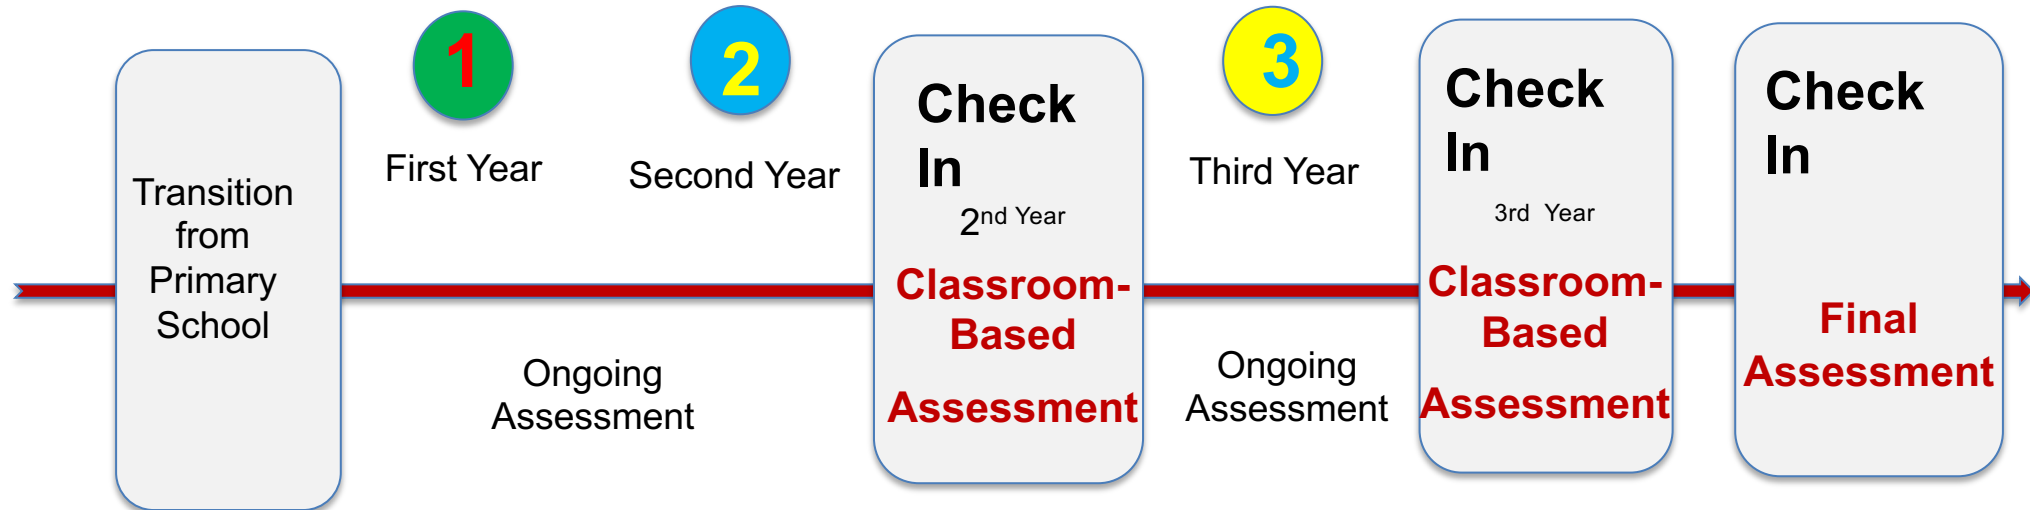 Transition
from
Primary
School
1
First Year
2
Second Year
Ongoing
Assessment
Check
In
2nd Year
Classroom-
Based
Assessment
3
Third Year
Ongoing
Assessment
Check
In
3rd Year
Classroom-
Based
Assessment
Check
In
Final
Assessment